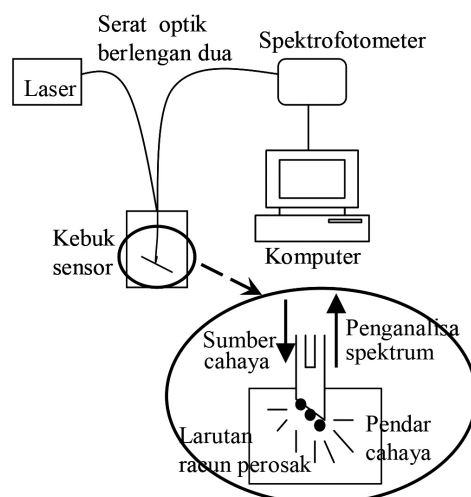 Serat optik
berlengan dua
Spektrofotometer
Laser
Kebuk
sensor
Komputer
Sumber
cahaya
Penganalisa
spektrum
Larutan
racun perosak
Pendar
cahaya